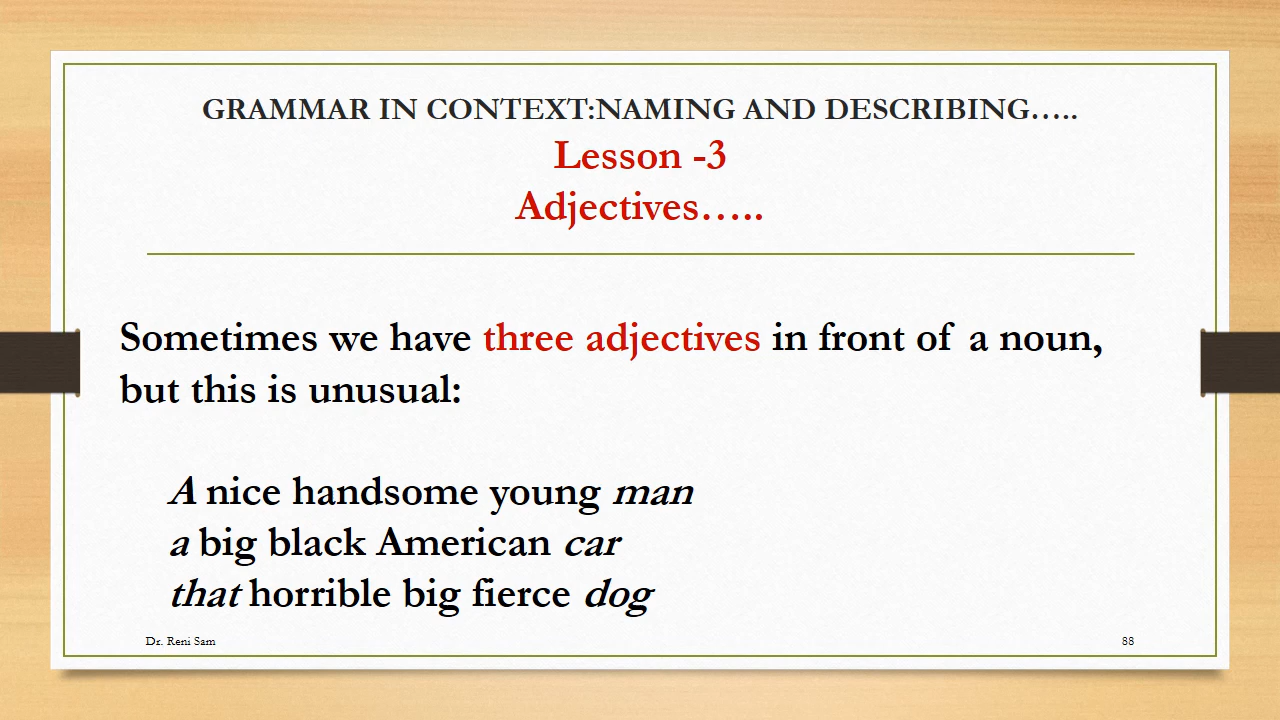 GRAMMAR IN CONTEXT:NAMING AND DESCRIBING…..
Lesson -3
Adjectives…..
Sometimes we have three adjectives in front of a noun,
but this is unusual:
A nice handsome young man
a big black American car
that horrible big fierce dog
Dr. Reni Sam
88